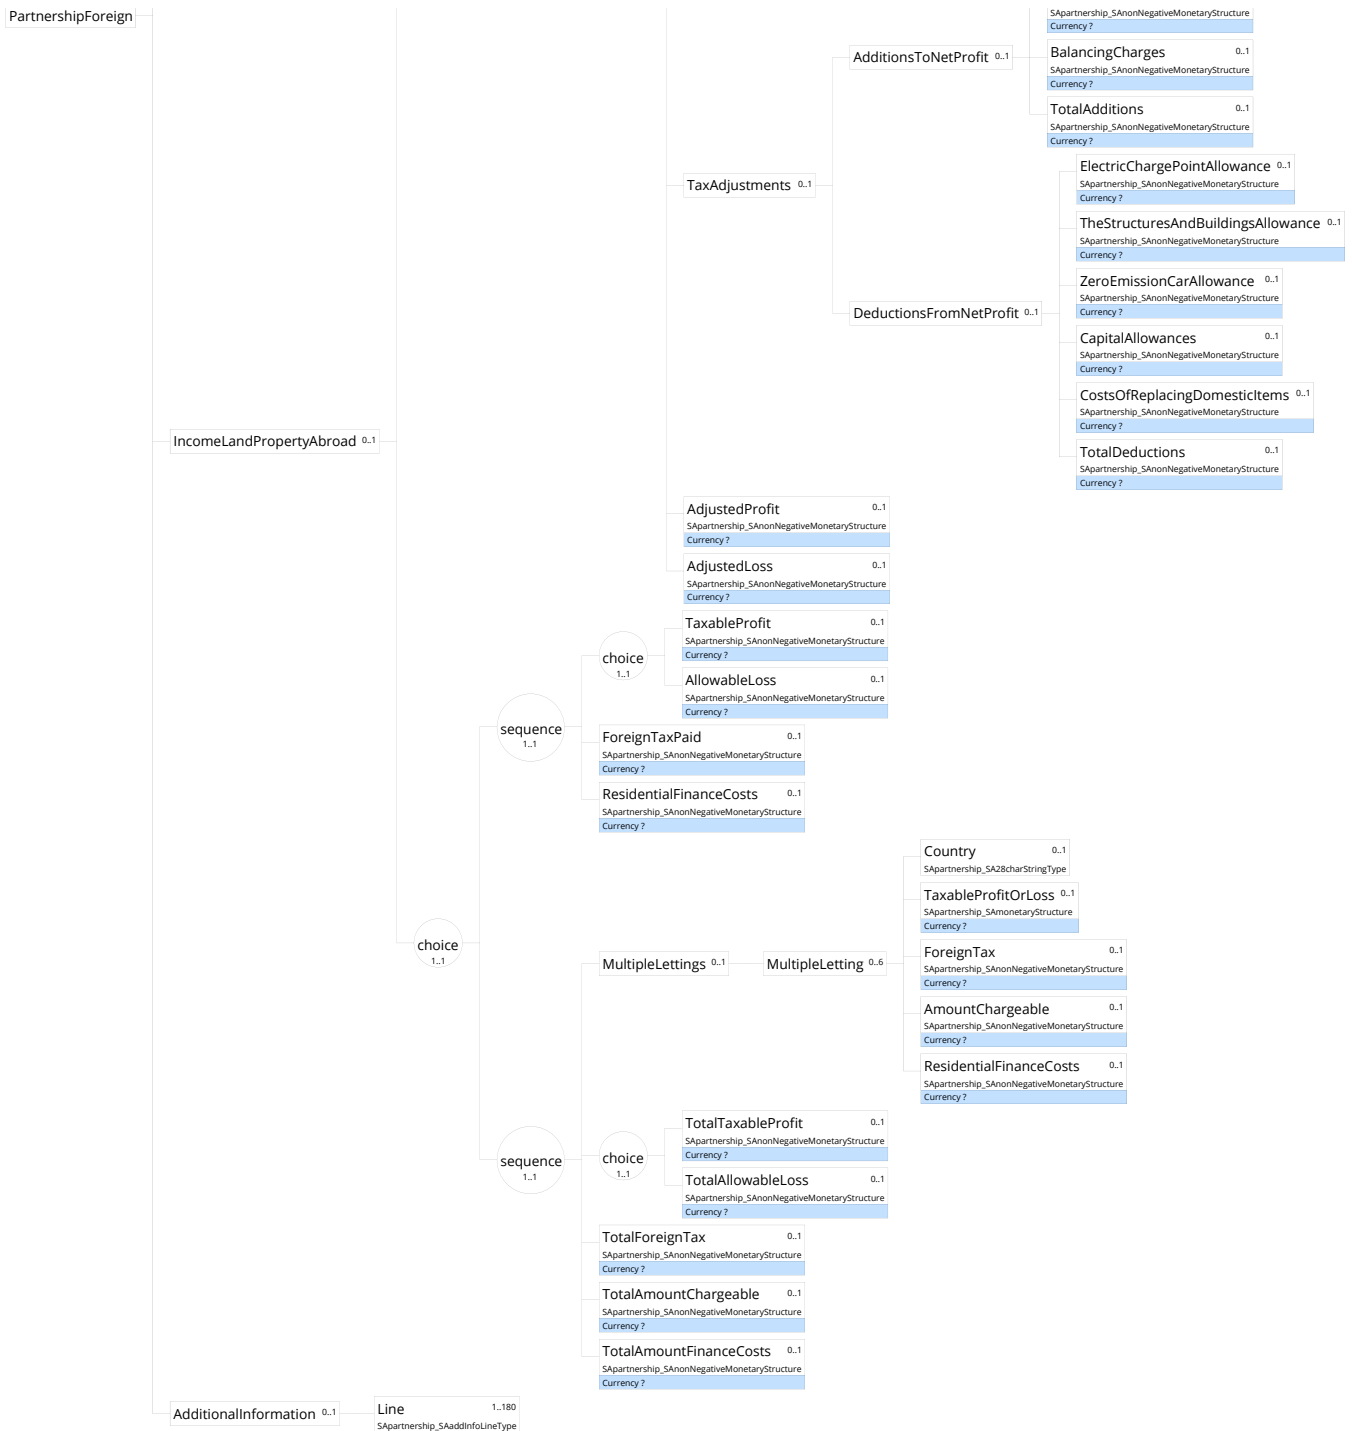 PartnershipForeign
SApartnership_SAnonNegativeMonetaryStructure
Currency ?
AdditionsToNetProfit 0..1
BalancingCharges 0..1
SApartnership_SAnonNegativeMonetaryStructure
Currency ?
TotalAdditions 0..1
SApartnership_SAnonNegativeMonetaryStructure
Currency ?
TaxAdjustments 0..1
ElectricChargePointAllowance 0..1
SApartnership_SAnonNegativeMonetaryStructure
Currency ?
TheStructuresAndBuildingsAllowance 0..1
SApartnership_SAnonNegativeMonetaryStructure
Currency ?
ZeroEmissionCarAllowance 0..1
SApartnership_SAnonNegativeMonetaryStructure
Currency ?
DeductionsFromNetProfit 0..1
CapitalAllowances 0..1
SApartnership_SAnonNegativeMonetaryStructure
Currency ?
CostsOfReplacingDomesticItems 0..1
SApartnership_SAnonNegativeMonetaryStructure
Currency ?
IncomeLandPropertyAbroad 0..1
TotalDeductions 0..1
SApartnership_SAnonNegativeMonetaryStructure
Currency ?
AdjustedProfit 0..1
SApartnership_SAnonNegativeMonetaryStructure
Currency ?
AdjustedLoss 0..1
SApartnership_SAnonNegativeMonetaryStructure
Currency ?
choice
1..1
TaxableProfit 0..1
SApartnership_SAnonNegativeMonetaryStructure
Currency ?
AllowableLoss 0..1
SApartnership_SAnonNegativeMonetaryStructure
Currency ?
sequence
1..1
ForeignTaxPaid 0..1
SApartnership_SAnonNegativeMonetaryStructure
Currency ?
ResidentialFinanceCosts 0..1
SApartnership_SAnonNegativeMonetaryStructure
Currency ?
choice
1..1
MultipleLettings 0..1
MultipleLetting 0..6
Country 0..1
SApartnership_SA28charStringType
TaxableProfitOrLoss 0..1
SApartnership_SAmonetaryStructure
Currency ?
ForeignTax 0..1
SApartnership_SAnonNegativeMonetaryStructure
Currency ?
AmountChargeable 0..1
SApartnership_SAnonNegativeMonetaryStructure
Currency ?
ResidentialFinanceCosts 0..1
SApartnership_SAnonNegativeMonetaryStructure
Currency ?
sequence
1..1
choice
1..1
TotalTaxableProfit 0..1
SApartnership_SAnonNegativeMonetaryStructure
Currency ?
TotalAllowableLoss 0..1
SApartnership_SAnonNegativeMonetaryStructure
Currency ?
TotalForeignTax 0..1
SApartnership_SAnonNegativeMonetaryStructure
Currency ?
TotalAmountChargeable 0..1
SApartnership_SAnonNegativeMonetaryStructure
Currency ?
TotalAmountFinanceCosts 0..1
SApartnership_SAnonNegativeMonetaryStructure
Currency ?
AdditionalInformation 0..1
Line 1..180
SApartnership_SAaddInfoLineType